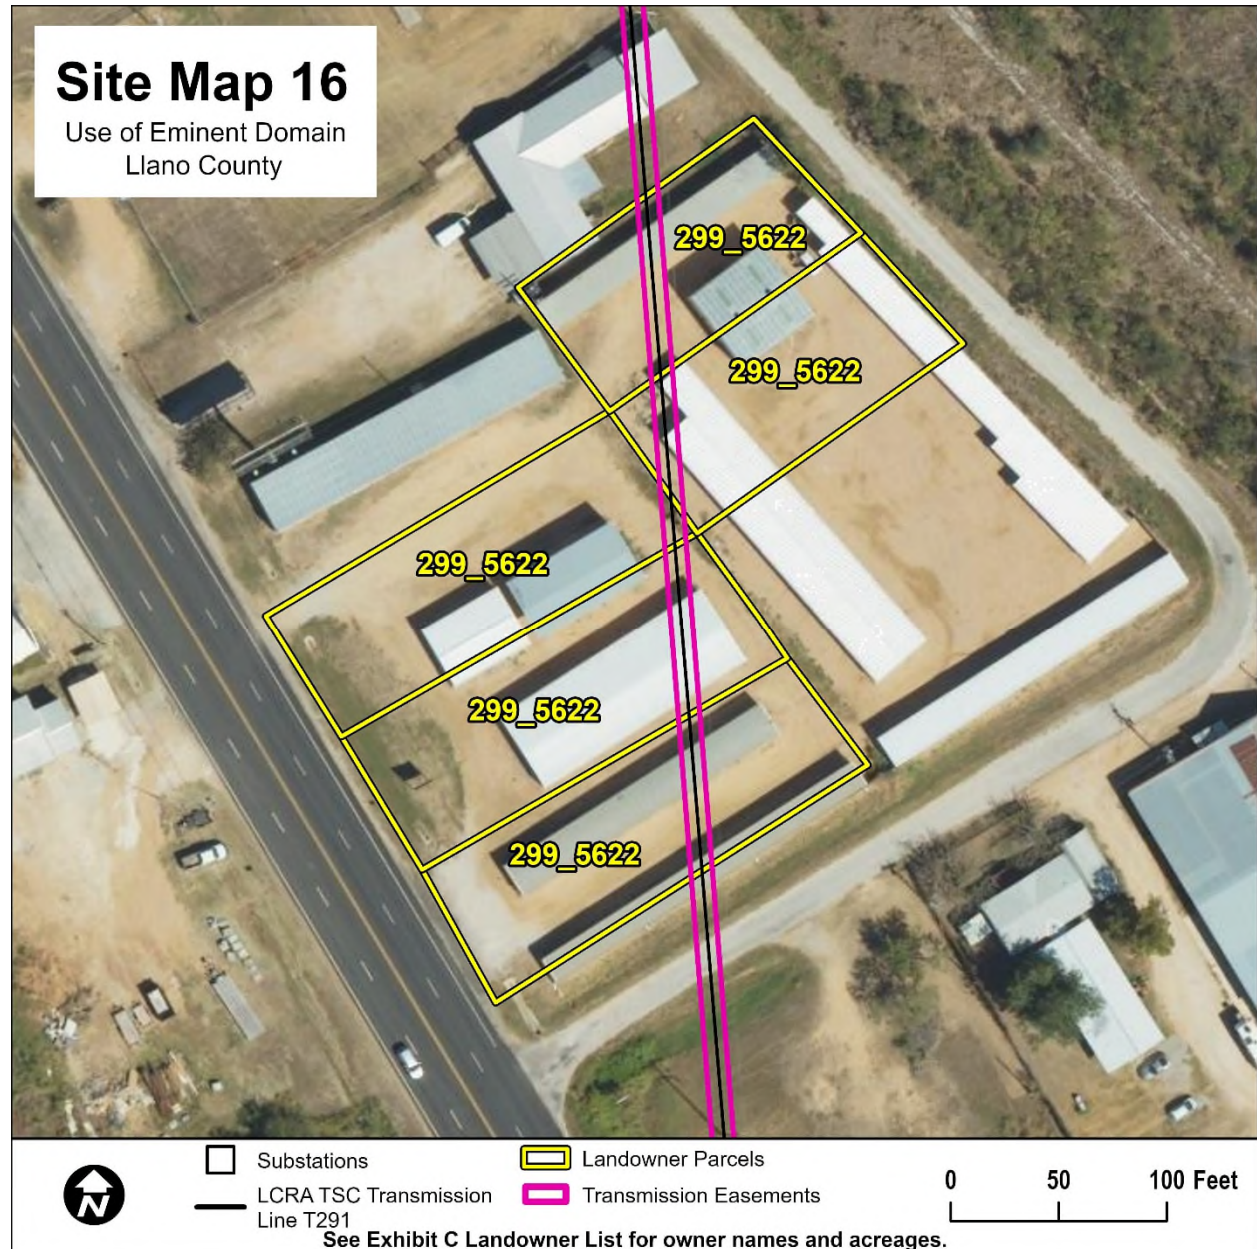 Site Map 16
Use of Eminent Domain
Llano County
299_5622
299_5622
299_5622
299_5622
299_5622
N
Substations
LCRA TSC Transmission
Line T291
Landowner Parcels
Transmission Easements
0 50 100 Feet
See Exhibit C Landowner List for owner names and acreages.